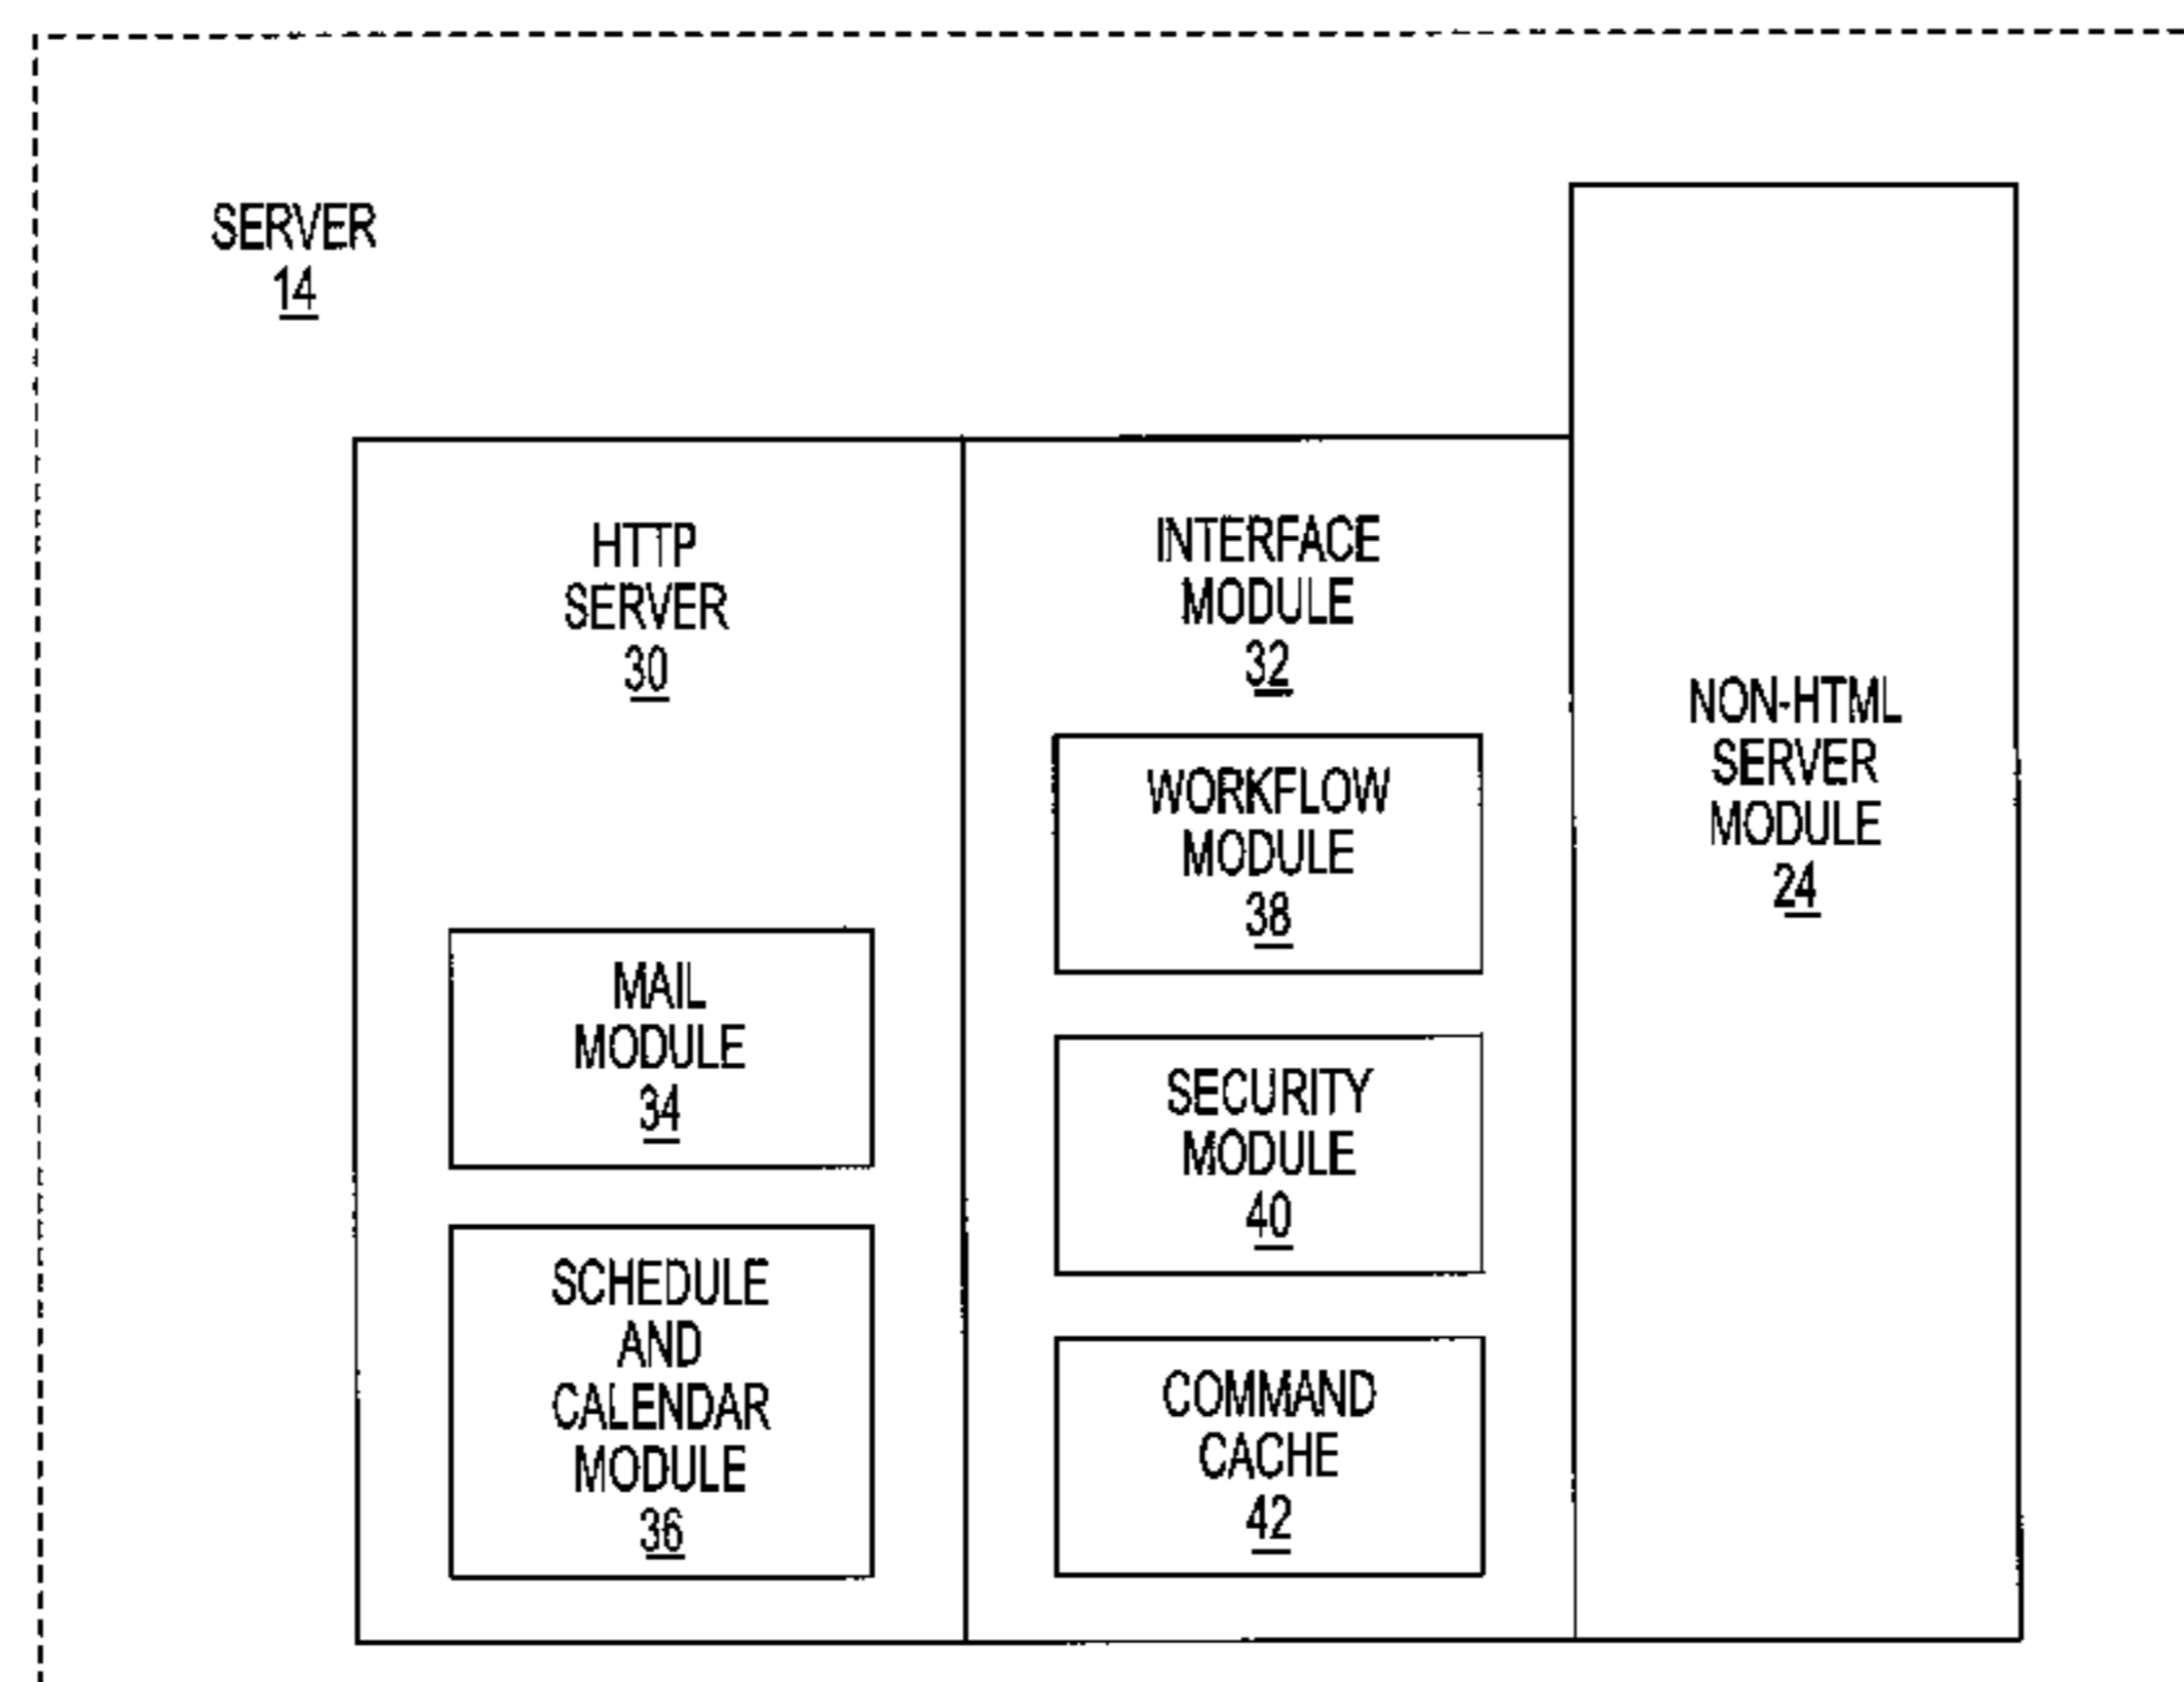 SERVER
14
HTTP
SERVER
30
MAIL
MODULE
34
SCHEDULE
AND
CALENDAR
MODULE
36
INTERFACE
MODULE
32
WORKFLOW
MODULE
38
SECURITY
MODULE
40
COMMAND
CACHE
42
NON-HTML
SERVER
MODULE
24